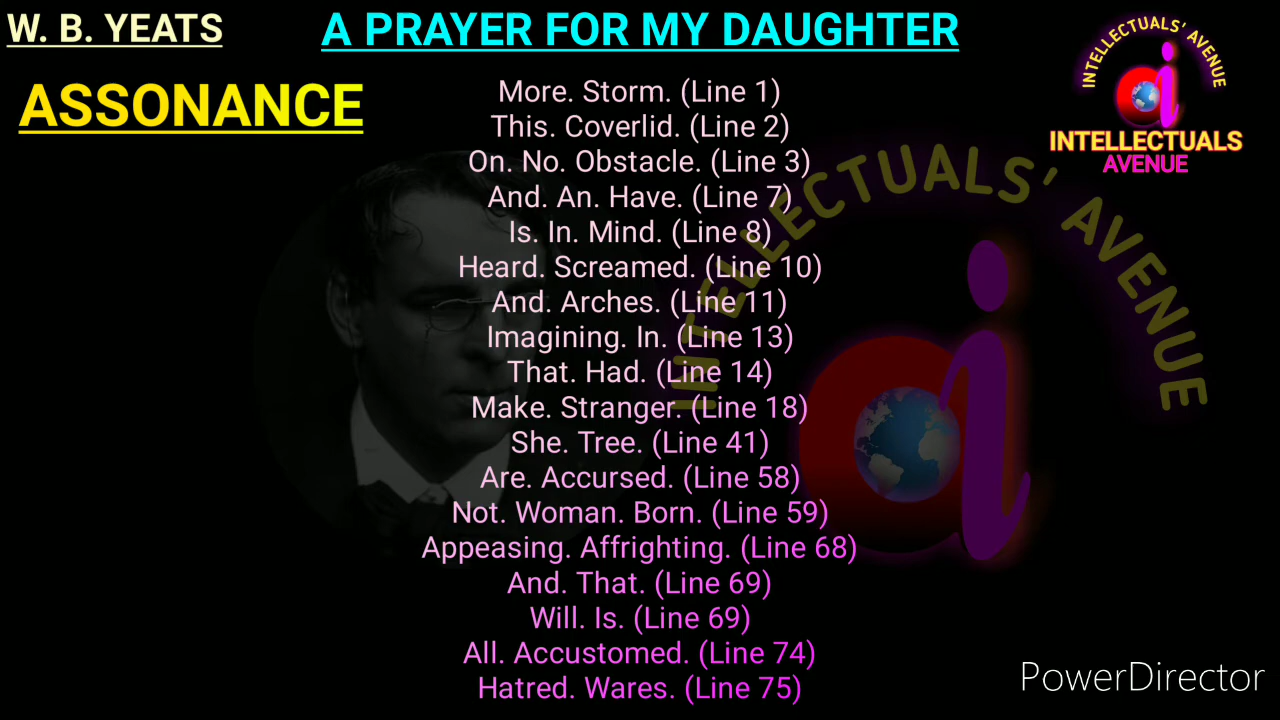 W. B. YEATS
A PRAYER FOR MY DAUGHTER
INTELLECTUALS' AVENUE
ai
INTELLECTUALS
AVENUE
ASSONANCE
More. Storm. (Line 1)
This. Coverlid. (Line 2)
On. No. Obstacle. (Line 3)
And. An. Have. (Line 7)
Is. In. Mind. (Line 8)
Heard. Screamed. (Line 10)
And. Arches. (Line 11)
Imagining. In. (Line 13)
That. Had. (Line 14)
Make. Stranger. (Line 18)
She. Tree. (Line 41)
Are. Accursed. (Line 58)
Not. Woman. Born. (Line 59)
Appeasing. Affrighting. (Line 68)
And. That. (Line 69)
Will. Is. (Line 69)
All. Accustomed. (Line 74)
Hatred. Wares. (Line 75)
INTELLECTUALS' AVENUE
ai
PowerDirector